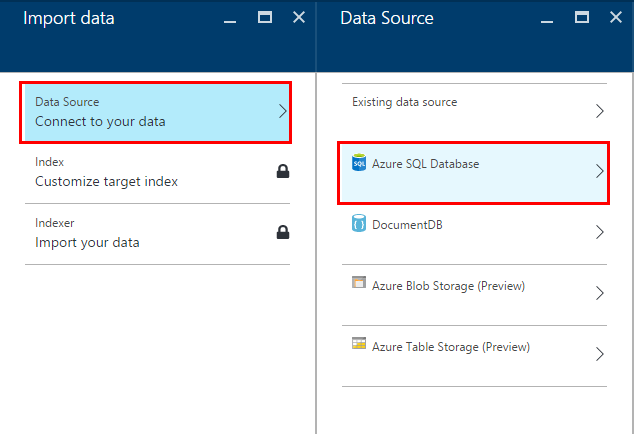 Import data
Data Source
Connect to your data
Index
Customize target index
Indexer
Import your data
Data Source
Existing data source
SQL
Azure SQL Database
DocumentDB
Azure Blob Storage (Preview)
Azure Table Storage (Preview)